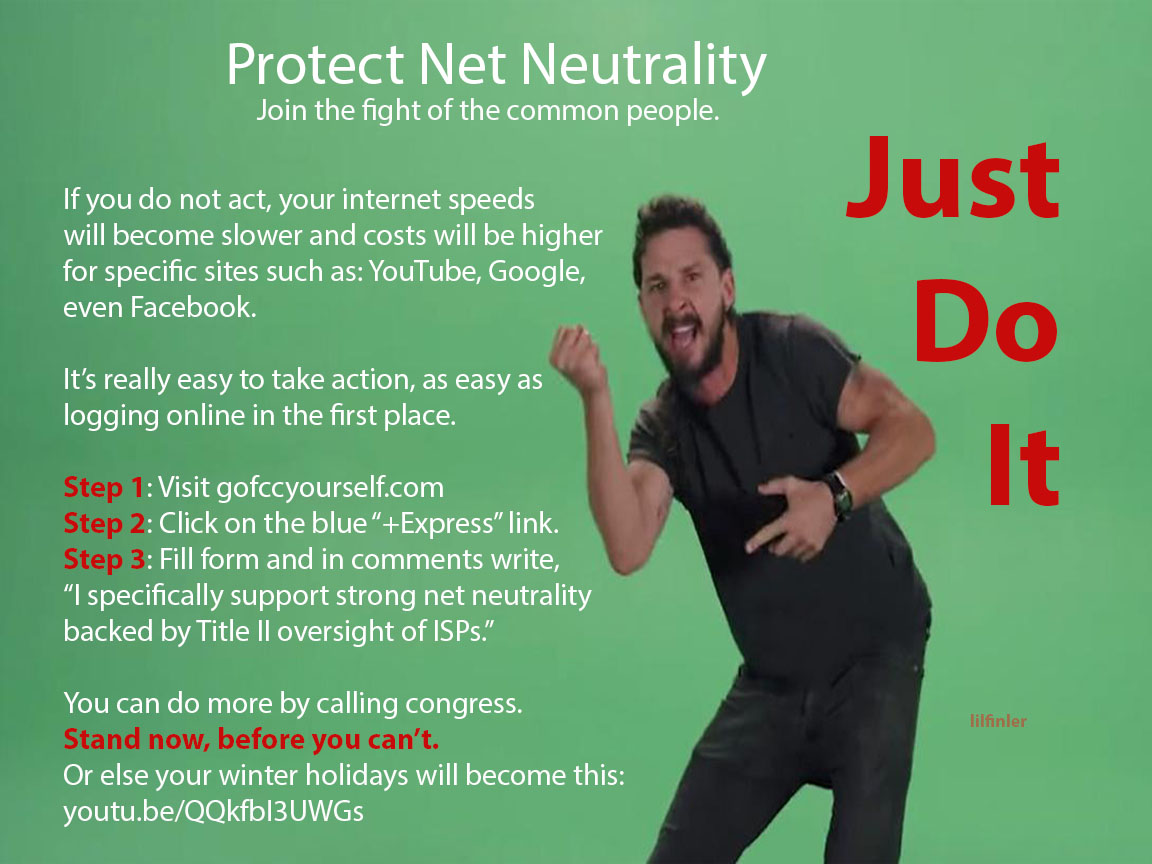 Protect Net Neutrality
Join the fight of the common people.
If you do not act, your internet speeds
will become slower and costs will be higher
for specific sites such as: YouTube, Google,
even Facebook.
It’s really easy to take action, as easy as
logging online in the first place.
Step 1: Visit gofccyourself.com
Step 2: Click on the blue “+Express” link.
Step 3: Fill form and in comments write,
“I specifically support strong net neutrality
backed by Title II oversight of ISPs.”
You can do more by calling congress.
Stand now, before you can’t.
Or else your winter holidays will become this:
youtu.be/QQkfbI3UWGs
Just
Do
It
lilfinler